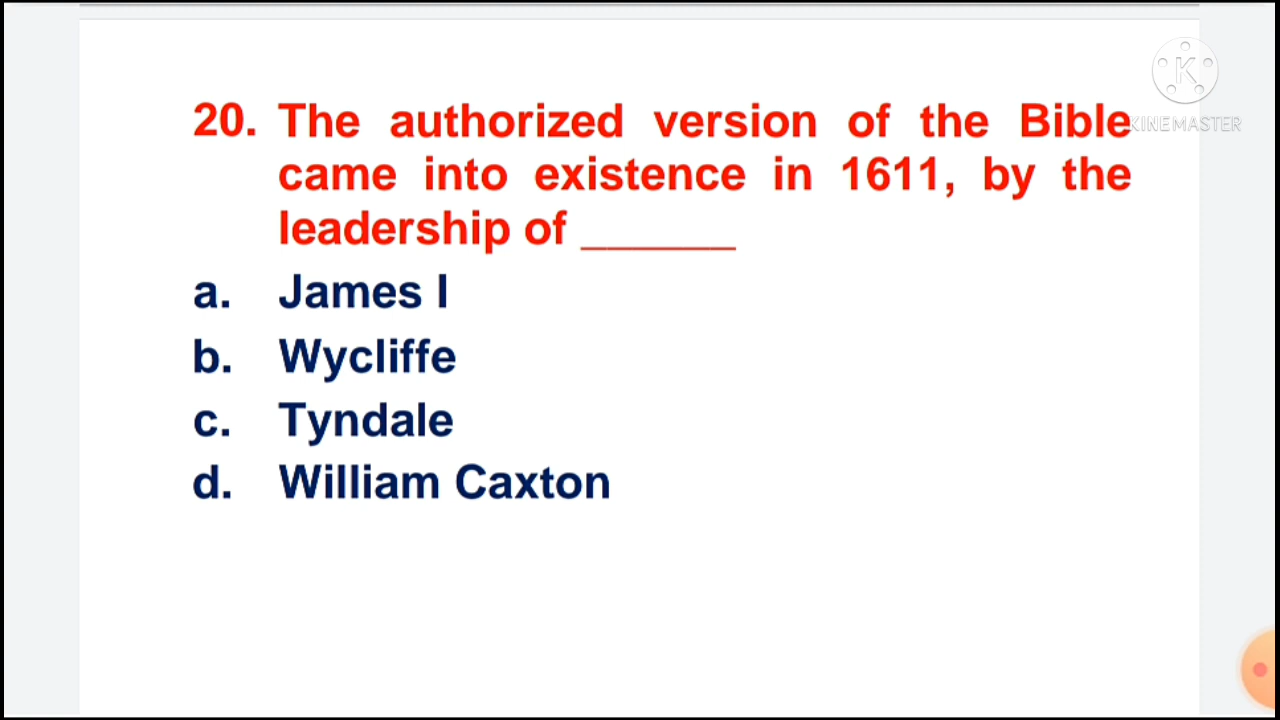 20. The authorized version of the Bible
KINEMASTER
came into existence in 1611, by the
leadership of ______
a. James I
b. Wycliffe
c. Tyndale
d. William Caxton